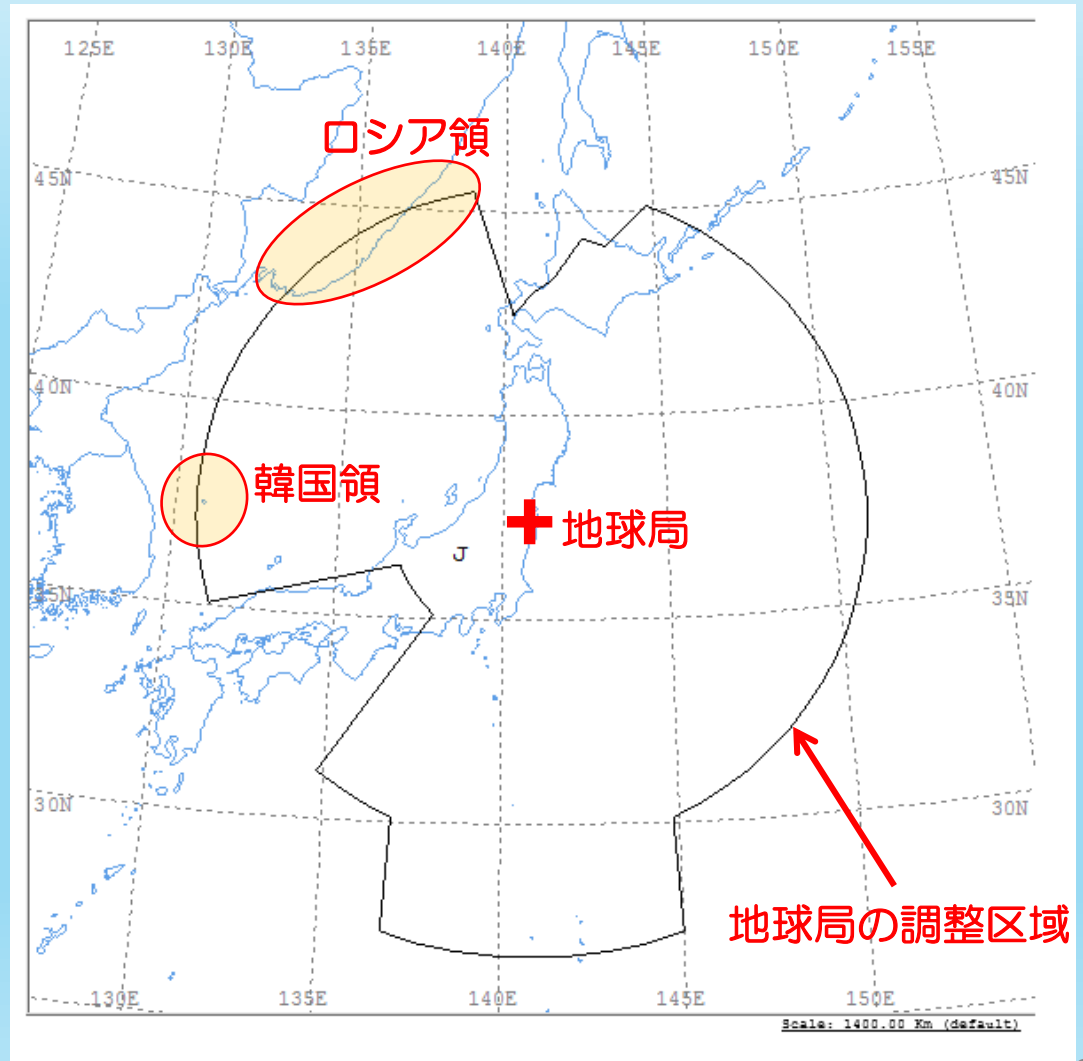 125E 130E 135E 140E 145E 150E 155E
ロシア領
45N 45N
40N 40N
韓国領
地球局
J
35N 35N
30N 30N
地球局の調整区域
130E 135E 140E 145E 150E
Scale: 1400.00 Km (default)